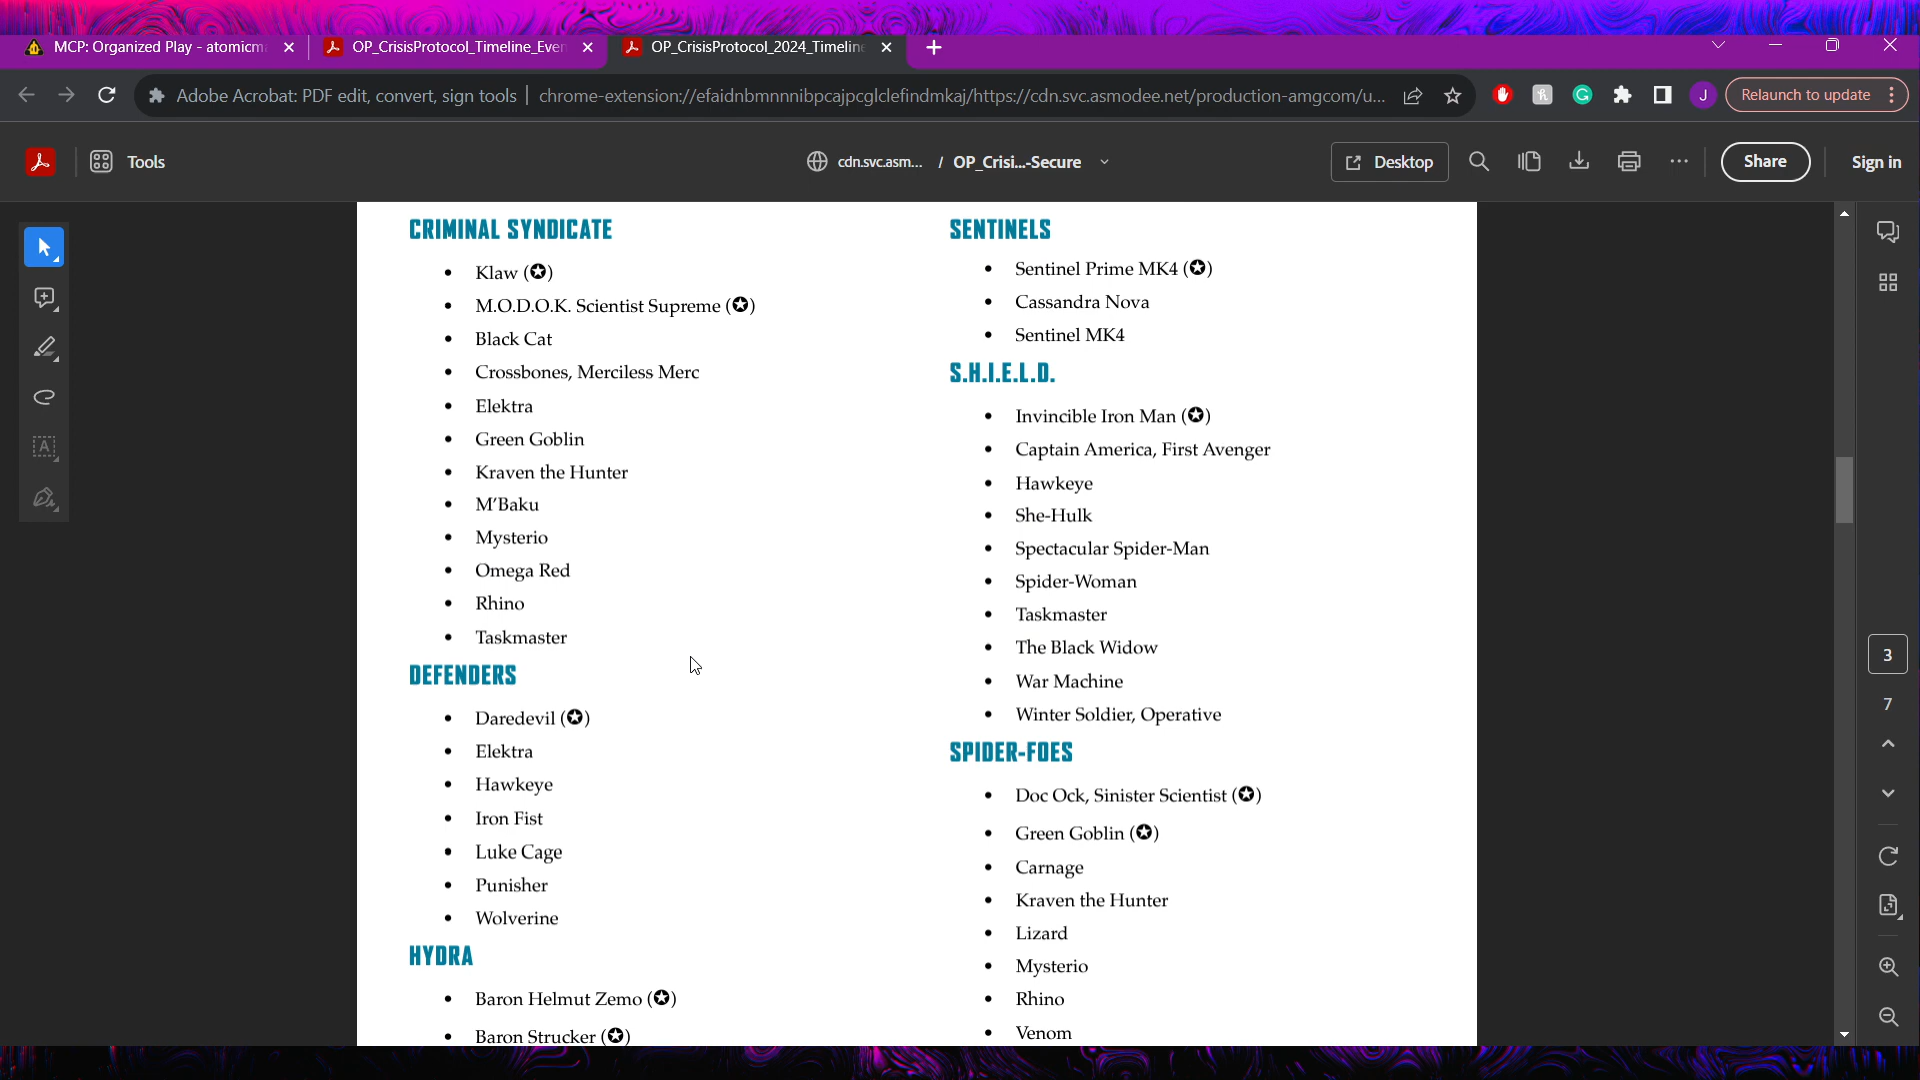 MCP: Organized Play - atomicm
OP_CrisisProtocol_Timeline_Even
OP_CrisisProtocol_2024_Timelin
Adobe Acrobat: PDF edit, convert, sign tools
chrome-extension://efaidnbmnnnibpcajpcglclefindmkaj/https://cdn.svc.asmodee.net/production-amgcom/u...
J
Relaunch to update
Tools
cdn.svc.asm... / OP_Crisi...-Secure
Desktop
Share
Sign in
CRIMINAL SYNDICATE
• Klaw (✪)
• M.O.D.O.K. Scientist Supreme (✪)
• Black Cat
• Crossbones, Merciless Merc
• Elektra
• Green Goblin
• Kraven the Hunter
• M'Baku
• Mysterio
• Omega Red
• Rhino
• Taskmaster
DEFENDERS
• Daredevil (✪)
• Elektra
• Hawkeye
• Iron Fist
• Luke Cage
• Punisher
• Wolverine
HYDRA
• Baron Helmut Zemo (✪)
• Baron Strucker (✪)
SENTINELS
• Sentinel Prime MK4 (✪)
• Cassandra Nova
• Sentinel MK4
S.H.I.E.L.D.
• Invincible Iron Man (✪)
• Captain America, First Avenger
• Hawkeye
• She-Hulk
• Spectacular Spider-Man
• Spider-Woman
• Taskmaster
• The Black Widow
• War Machine
• Winter Soldier, Operative
SPIDER-FOES
• Doc Ock, Sinister Scientist (✪)
• Green Goblin (✪)
• Carnage
• Kraven the Hunter
• Lizard
• Mysterio
• Rhino
• Venom
3
7